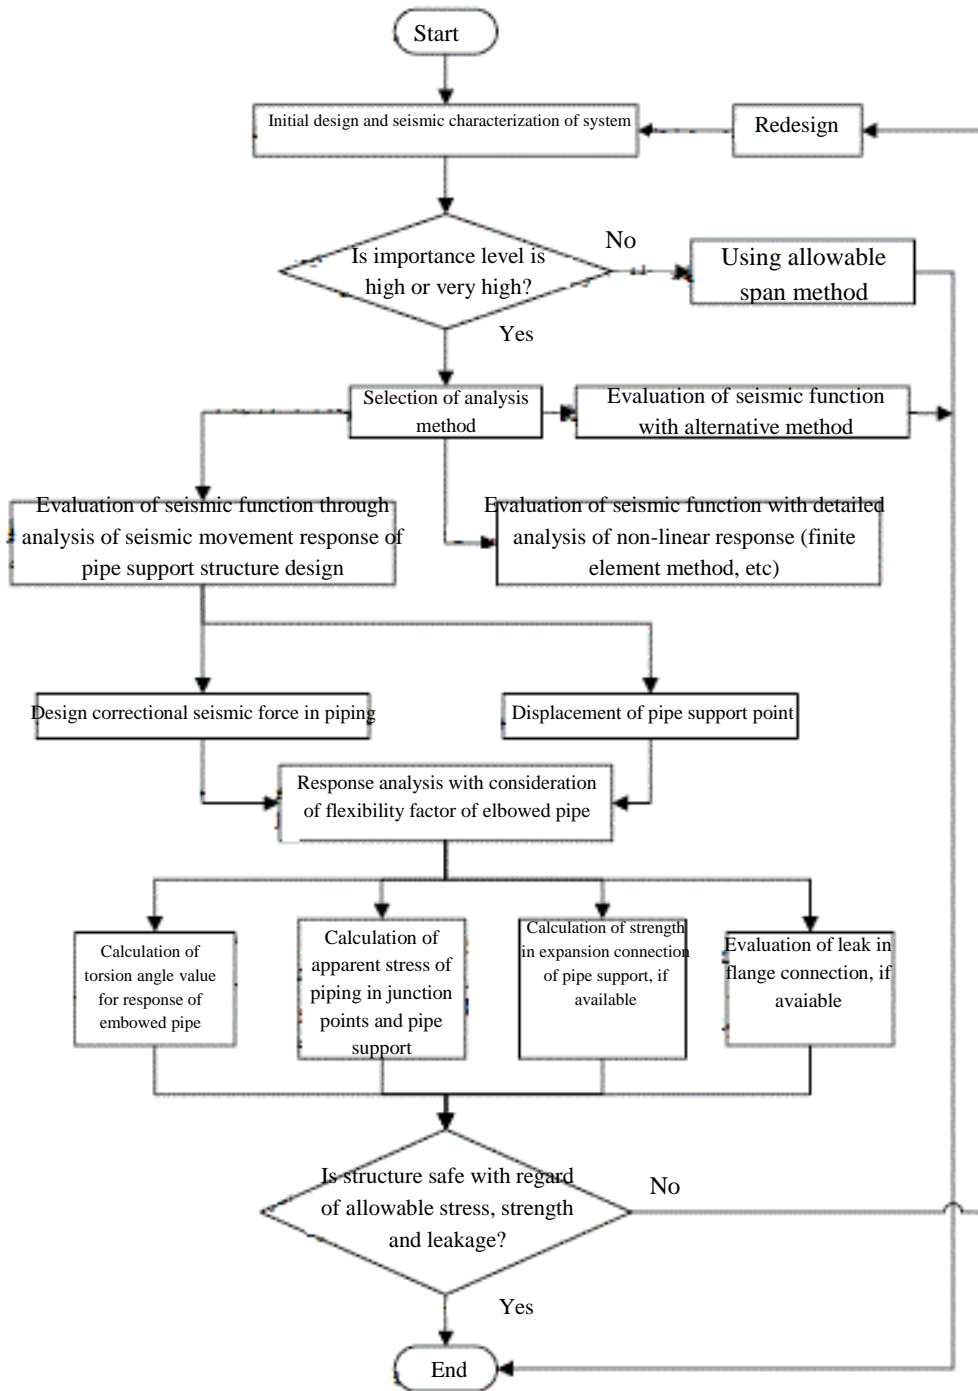 Start
Initial design and seismic characterization of system
Redesign
Is importance level is
high or very high?
No
Using allowable
span method
Yes
Selection of analysis
method
Evaluation of seismic function
with alternative method
Evaluation of seismic function through
analysis of seismic movement response of
pipe support structure design
Evaluation of seismic function with detailed
analysis of non-linear response (finite
element method, etc)
Design correctional seismic force in piping
Displacement of pipe support point
Response analysis with consideration
of flexibility factor of elbowed pipe
Calculation of
torsion angle value
for response of
embowed pipe
Calculation of
apparent stress of
piping in junction
points and pipe
support
Calculation of strength
in expansion connection
of pipe support, if
available
Evaluation of leak in
flange connection, if
avaiable
Is structure safe with regard
of allowable stress, strength
and leakage?
No
Yes
End